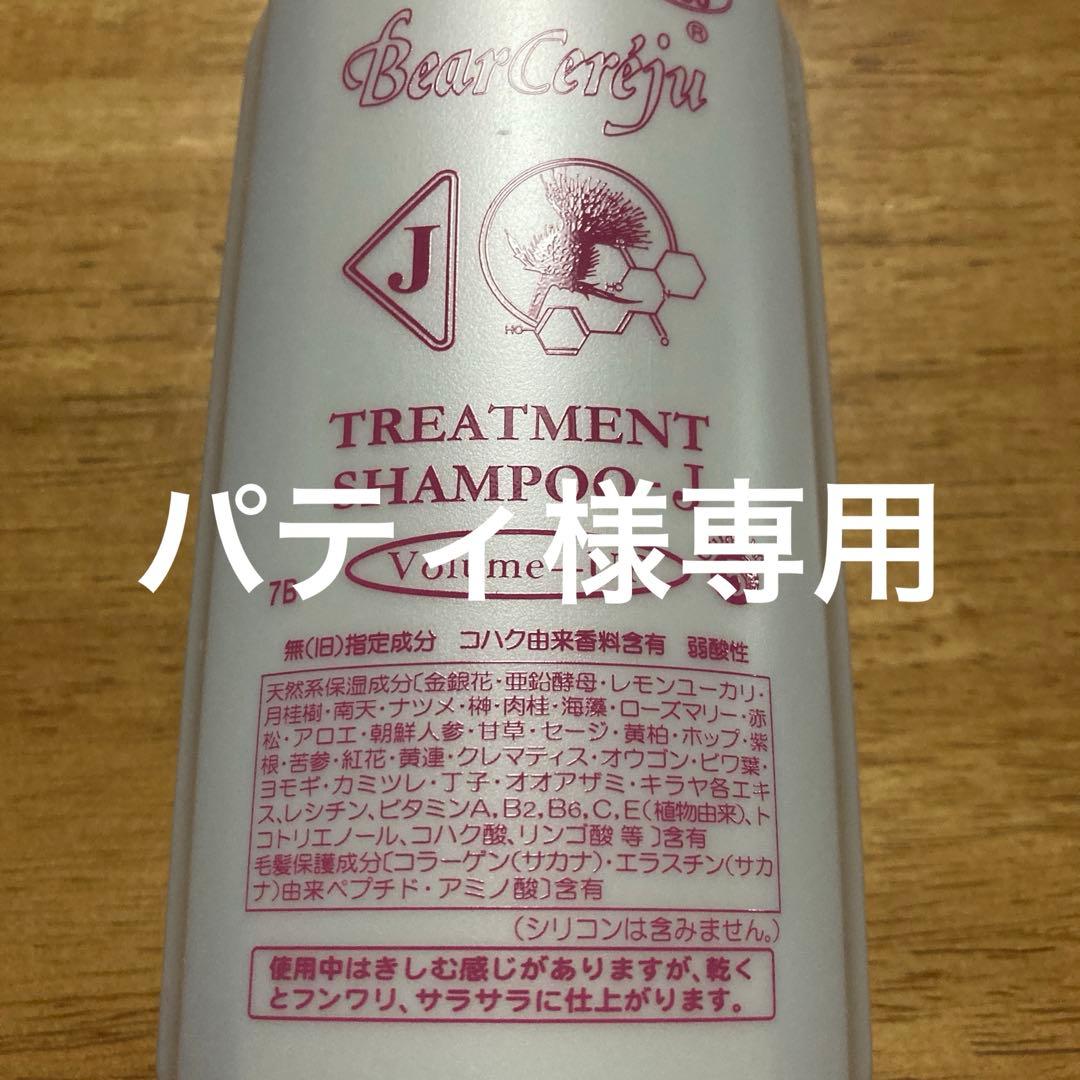 BearCeréju®
J
HO
HO
O
TREATMENT
SHAMPOO-J
パティ様専用
7B
無(旧)指定成分 コハク由来香料含有 弱酸性
天然系保湿成分〔金銀花・亜鉛酵母・レモンユーカリ・
月桂樹・南天・ナツメ・榊・肉桂・海藻・ローズマリー・赤
松・アロエ・朝鮮人参・甘草・セージ・黄柏・ホップ・紫
根・苦参・紅花・黄連・クレマティス・オウゴン・ビワ葉・
ヨモギ・カミツレ・丁子・オオアザミ・キラヤ各エキ
ス、レシチン、ビタミンA,B2,B6,C,E(植物由来)、ト
コトリエノール、コハク酸、リンゴ酸 等〕含有
毛髪保護成分〔コラーゲン(サカナ)・エラスチン(サカ
ナ)由来ペプチド・アミノ酸〕含有
(シリコンは含みません。)
使用中はきしむ感じがありますが、乾く
とフンワリ、サラサラに仕上がります。